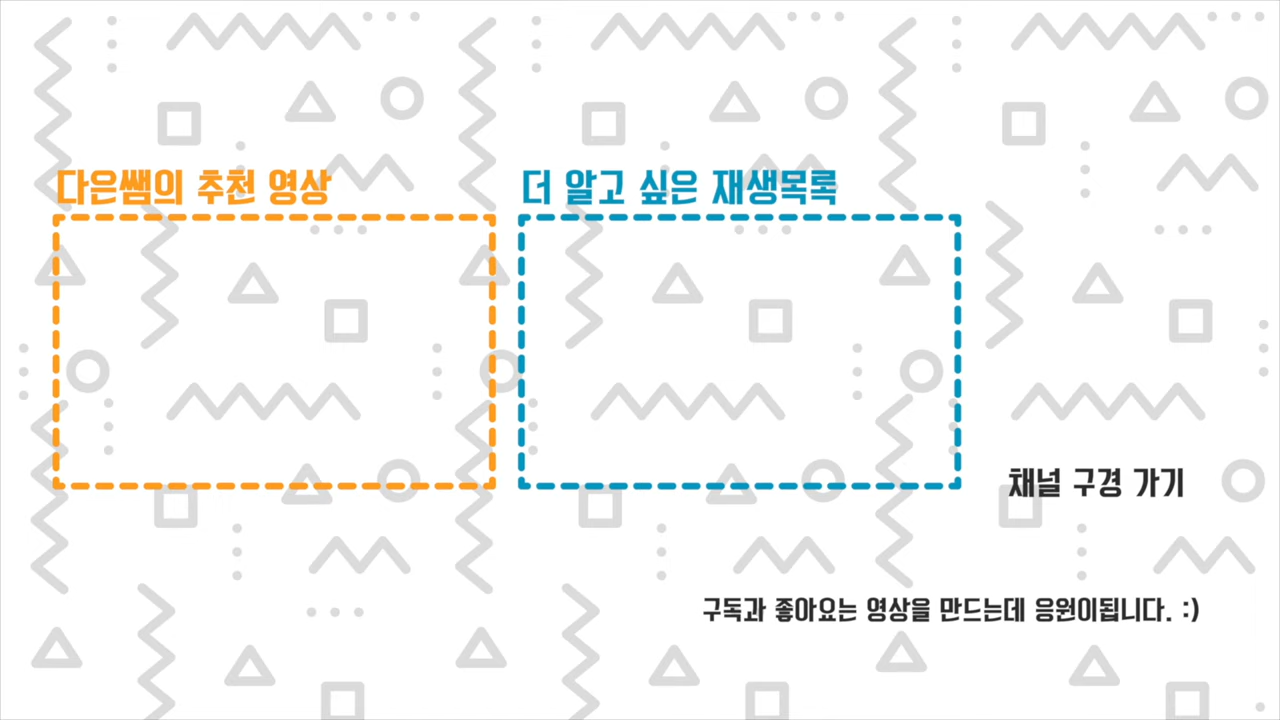 다은쌤의 추천 영상
더 알고 싶은 재생목록
채널 구경 가기
구독과 좋아요는 영상을 만드는데 응원이됩니다. :)